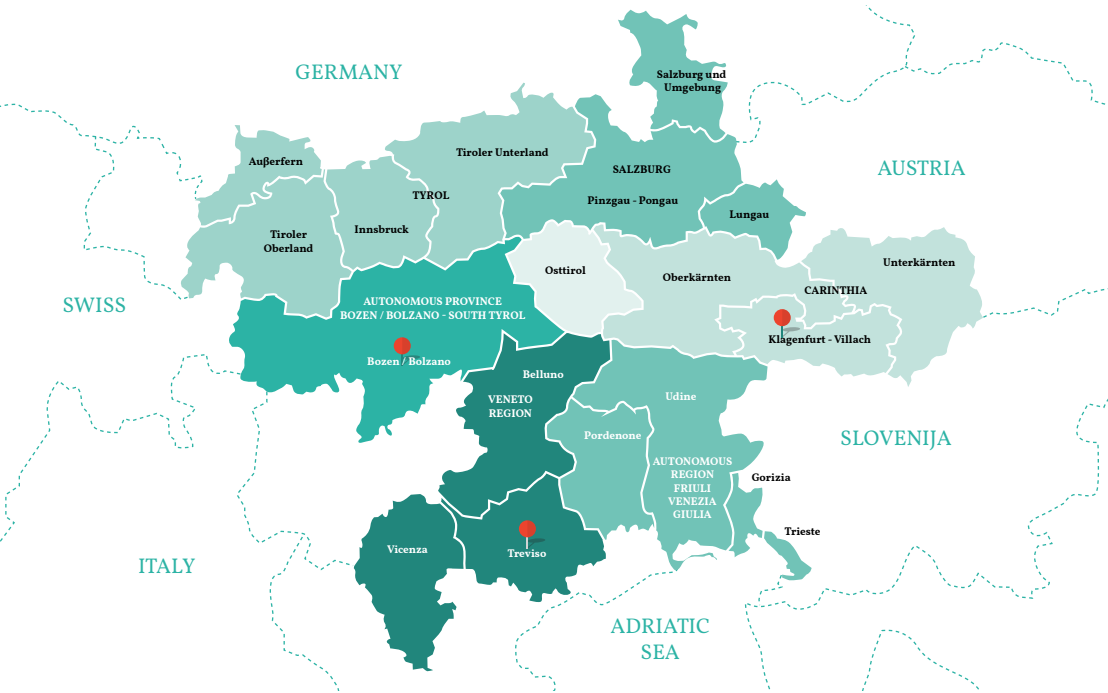 GERMANY
Salzburg und
Umgebung
Außerfern
Tiroler Unterland
SALZBURG
AUSTRIA
TYROL
Pinzgau - Pongau
Lungau
Innsbruck
Tiroler
Oberland
Osttirol
Oberkärnten
Unterkärnten
CARINTHIA
SWISS
AUTONOMOUS PROVINCE
BOZEN / BOLZANO - SOUTH TYROL
Klagenfurt - Villach
Bozen / Bolzano
Belluno
VENETO
REGION
Udine
Pordenone
SLOVENIJA
AUTONOMOUS
REGION
FRIULI
VENEZIA
GIULIA
Gorizia
Trieste
Vicenza
Treviso
ITALY
ADRIATIC
SEA